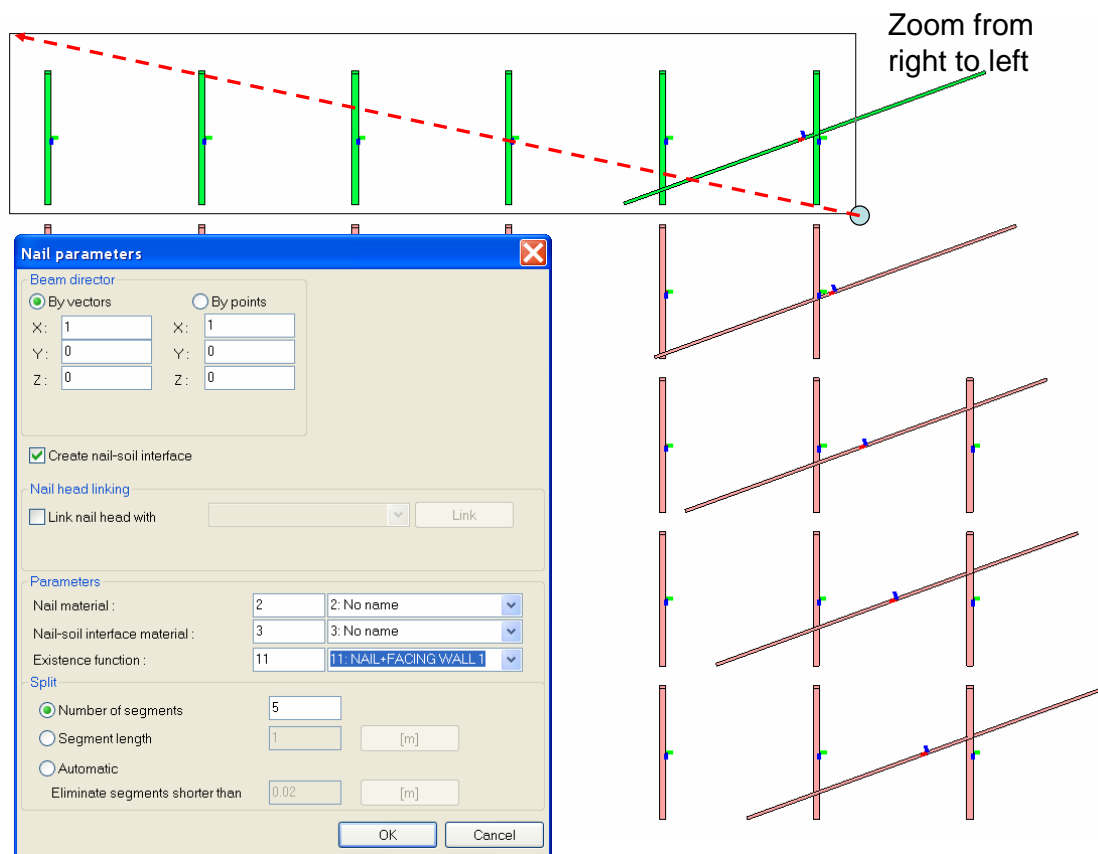 Zoom from
right to left
Nail parameters
Beam director
By vectors
By points
X: 1 X: 1
Y: 0 Y: 0
Z: 0 Z: 0
Create nail-soil interface
Nail head linking
Link nail head with Link
Parameters
Nail material : 2 2: No name
Nail-soil interface material : 3 3: No name
Existence function : 11 11: NAIL+FACING WALL 1
Split
Number of segments 5
Segment length 1 [m]
Automatic
Eliminate segments shorter than 0.02 [m]
OK Cancel